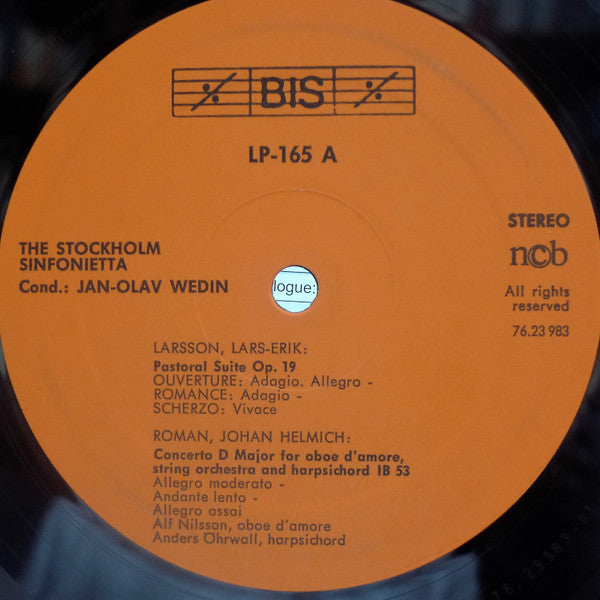 BIS
LP-165 A
THE STOCKHOLM
SINFONIETTA
Cond.: JAN-OLAV WEDIN
logue:
STEREO
ncb
All rights
reserved
76.23 983
LARSSON, LARS-ERIK:
Pastoral Suite Op. 19
OUVERTURE: Adagio. Allegro -
ROMANCE: Adagio -
SCHERZO: Vivace
ROMAN, JOHAN HELMICH:
Concerto D Major for oboe d'amore,
string orchestra and harpsichord IB 53
Allegro moderato -
Andante lento -
Allegro assai
Alf Nilsson, oboe d'amore
Anders Öhrwall, harpsichord